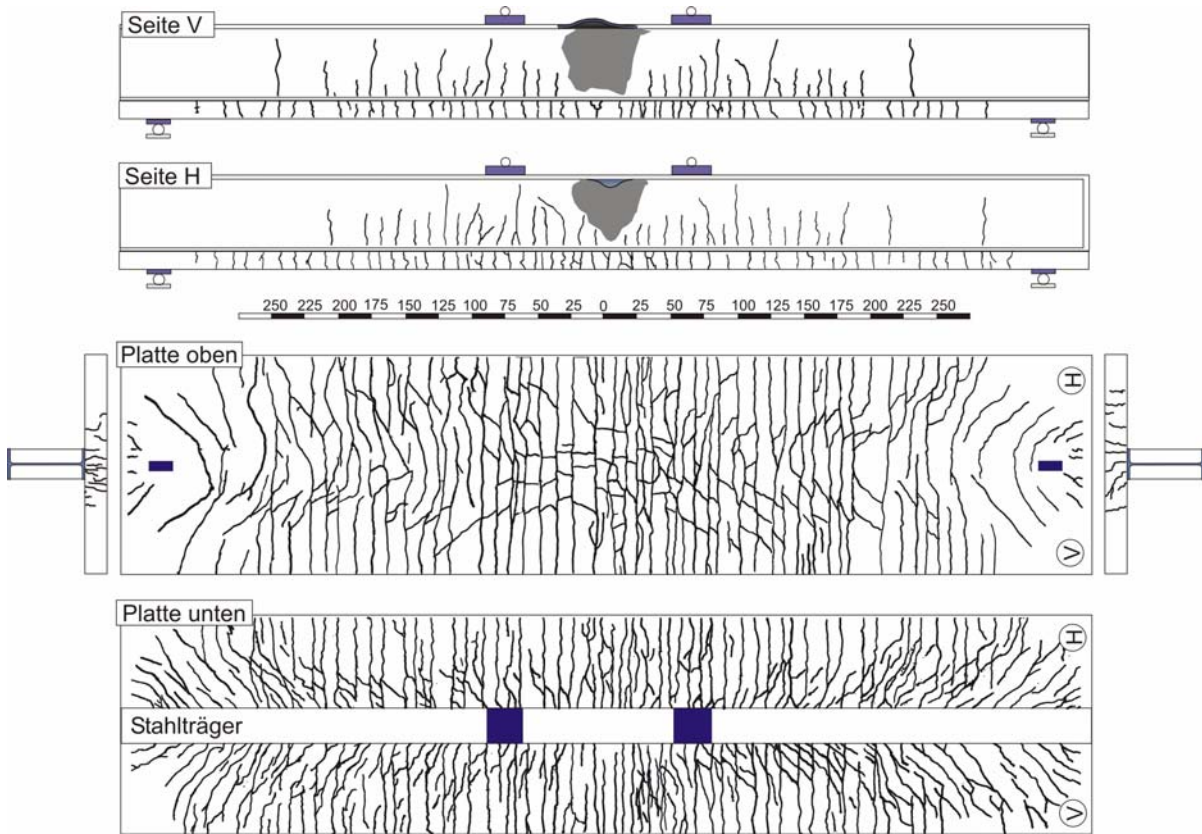 Seite V
Seite H
250 225 200 175 150 125 100 75 50 25 0 25 50 75 100 125 150 175 200 225 250
Platte oben
H
V
Platte unten
H
Stahlträger
V